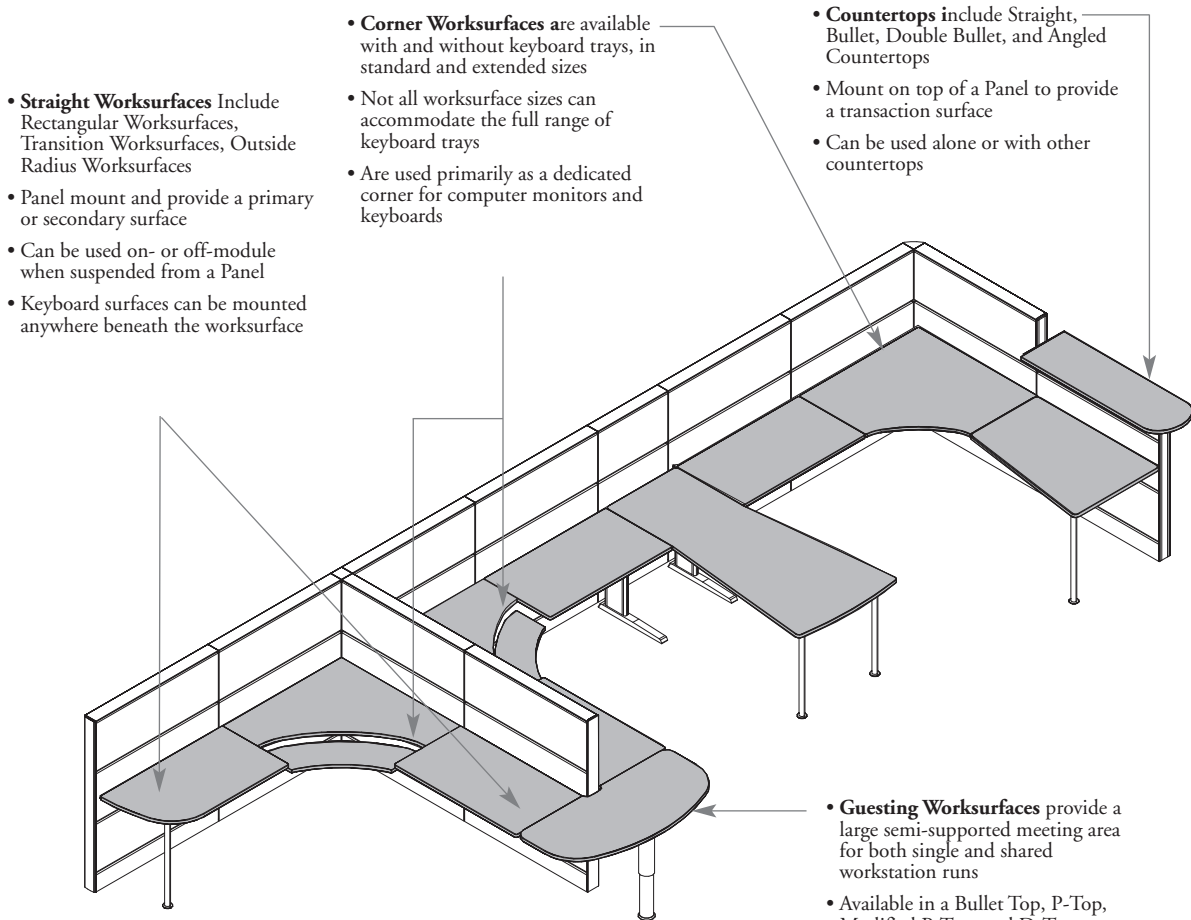 • Straight Worksurfaces Include
Rectangular Worksurfaces,
Transition Worksurfaces, Outside
Radius Worksurfaces
• Panel mount and provide a primary
or secondary surface
• Can be used on- or off-module
when suspended from a Panel
• Keyboard surfaces can be mounted
anywhere beneath the worksurface
• Corner Worksurfaces are available
with and without keyboard trays, in
standard and extended sizes
• Not all worksurface sizes can
accommodate the full range of
keyboard trays
• Are used primarily as a dedicated
corner for computer monitors and
keyboards
• Countertops include Straight,
Bullet, Double Bullet, and Angled
Countertops
• Mount on top of a Panel to provide
a transaction surface
• Can be used alone or with other
countertops
• Guesting Worksurfaces provide a
large semi-supported meeting area
for both single and shared
workstation runs
• Available in a Bullet Top, P-Top,